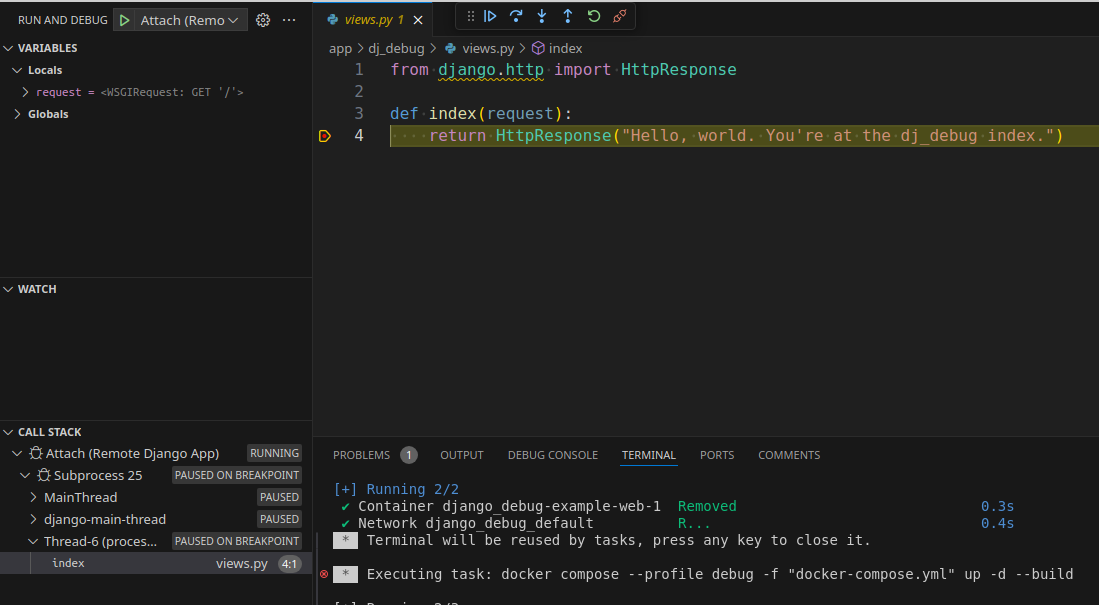 RUN AND DEBUG Attach (Remo
VARIABLES
Locals
request = <WSGIRequest: GET '/'>
Globals
WATCH
CALL STACK
Attach (Remote Django App) RUNNING
Subprocess 25 PAUSED ON BREAKPOINT
MainThread PAUSED
django-main-thread PAUSED
Thread-6 (proces... PAUSED ON BREAKPOINT
index views.py 4:1
views.py 1
app > dj_debug > views.py > index
1 from django.http import HttpResponse
2
3 def index(request):
4 return HttpResponse("Hello, world. You're at the dj_debug index.")
PROBLEMS 1 OUTPUT DEBUG CONSOLE TERMINAL PORTS COMMENTS
[+] Running 2/2
✔ Container django_debug-example-web-1 Removed 0.3s
✔ Network django_debug_default R... 0.4s
* Terminal will be reused by tasks, press any key to close it.
* Executing task: docker compose --profile debug -f "docker-compose.yml" up -d --build